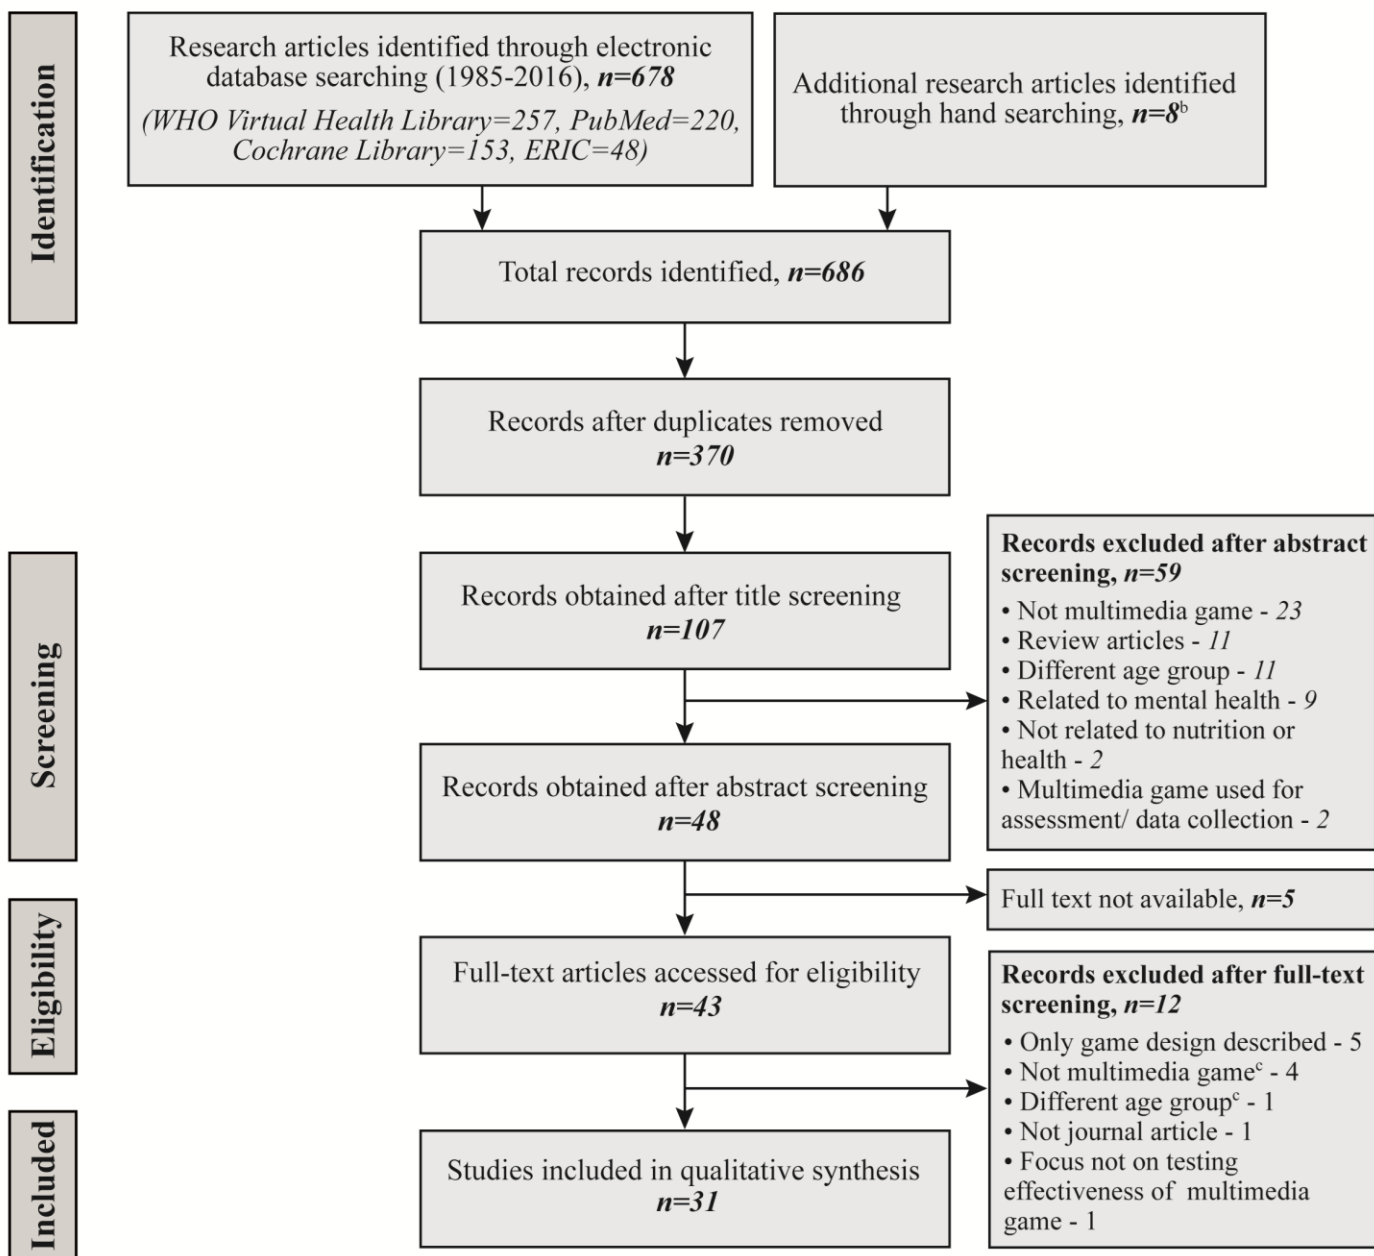 Identification
Research articles identified through electronic
database searching (1985-2016), n=678
(WHO Virtual Health Library=257, PubMed=220,
Cochrane Library=153, ERIC=48)
Additional research articles identified
through hand searching, n=8ᵇ
Total records identified, n=686
Records after duplicates removed
n=370
Screening
Records obtained after title screening
n=107
Records excluded after abstract
screening, n=59
• Not multimedia game - 23
• Review articles - 11
• Different age group - 11
• Related to mental health - 9
• Not related to nutrition or
health - 2
• Multimedia game used for
assessment/ data collection - 2
Records obtained after abstract screening
n=48
Full text not available, n=5
Eligibility
Full-text articles accessed for eligibility
n=43
Records excluded after full-text
screening, n=12
• Only game design described - 5
• Not multimedia gameᶜ - 4
• Different age groupᶜ - 1
• Not journal article - 1
• Focus not on testing
effectiveness of multimedia
game - 1
Included
Studies included in qualitative synthesis
n=31